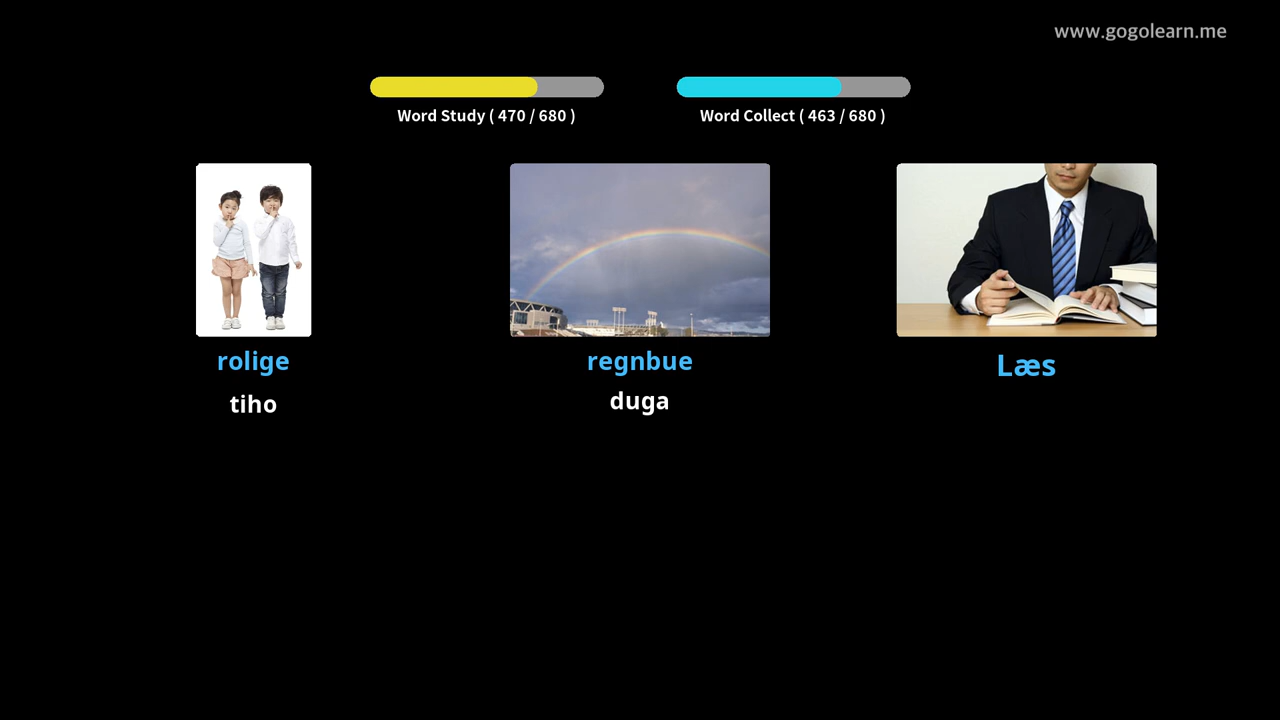 www.gogolearn.me
Word Study ( 470 / 680 )
Word Collect ( 463 / 680 )
rolige
tiho
regnbue
duga
Læs